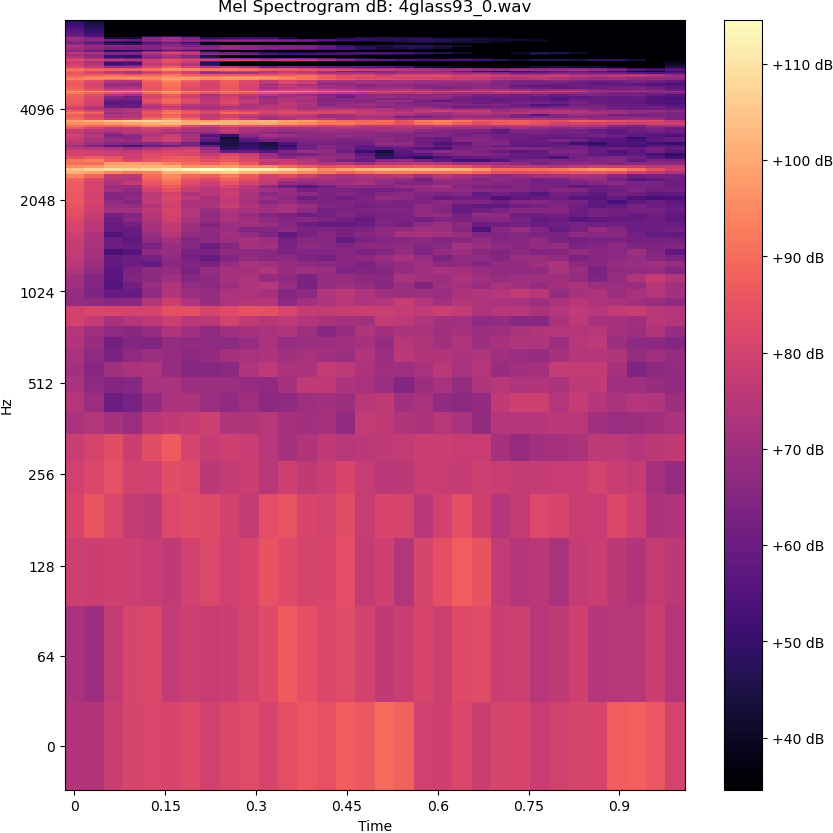 Mel Spectrogram dB: 4glass93_0.wav
Hz
4096
2048
1024
512
256
128
64
0
0
0.15
0.3
0.45
0.6
0.75
0.9
Time
+110 dB
+100 dB
+90 dB
+80 dB
+70 dB
+60 dB
+50 dB
+40 dB